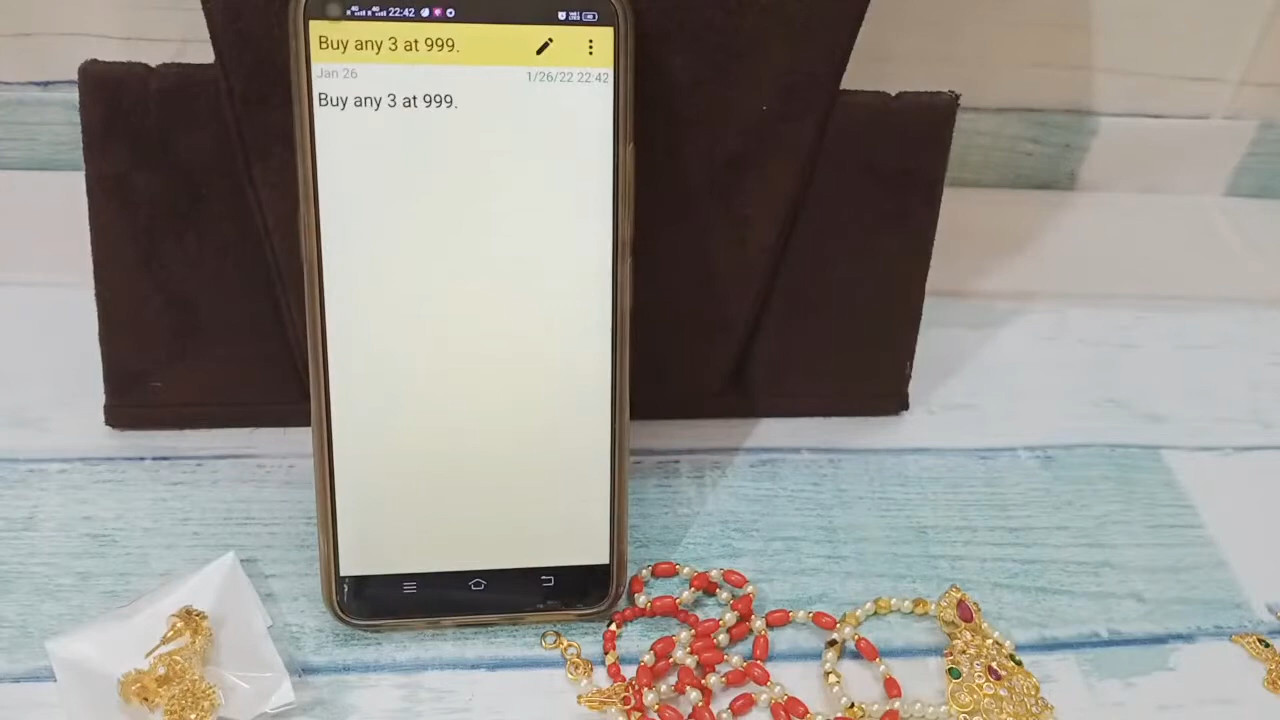 22:42
Buy any 3 at 999.
Jan 26
1/26/22 22:42
Buy any 3 at 999.